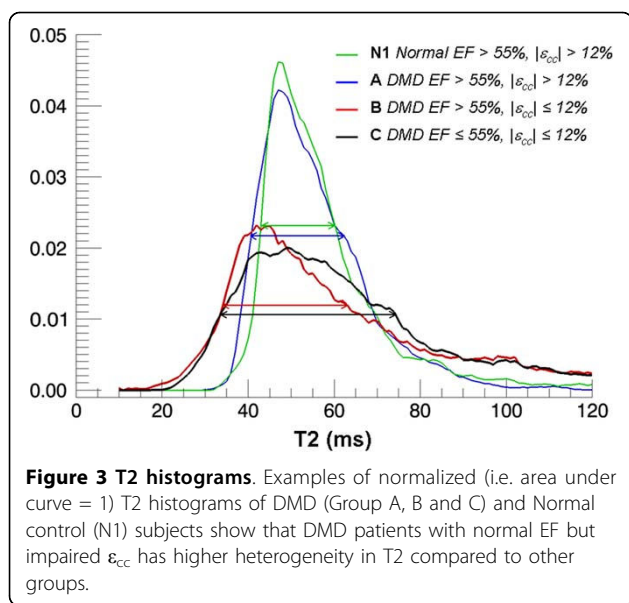 0.05
0.04
0.03
0.02
0.01
0.00
N1 Normal EF > 55%, |εcc| > 12%
A DMD EF > 55%, |εcc| > 12%
B DMD EF > 55%, |εcc| ≤ 12%
C DMD EF ≤ 55%, |εcc| ≤ 12%
0 20 40 60 80 100 120
T2 (ms)
Figure 3 T2 histograms. Examples of normalized (i.e. area under
curve = 1) T2 histograms of DMD (Group A, B and C) and Normal
control (N1) subjects show that DMD patients with normal EF but
impaired εcc has higher heterogeneity in T2 compared to other
groups.